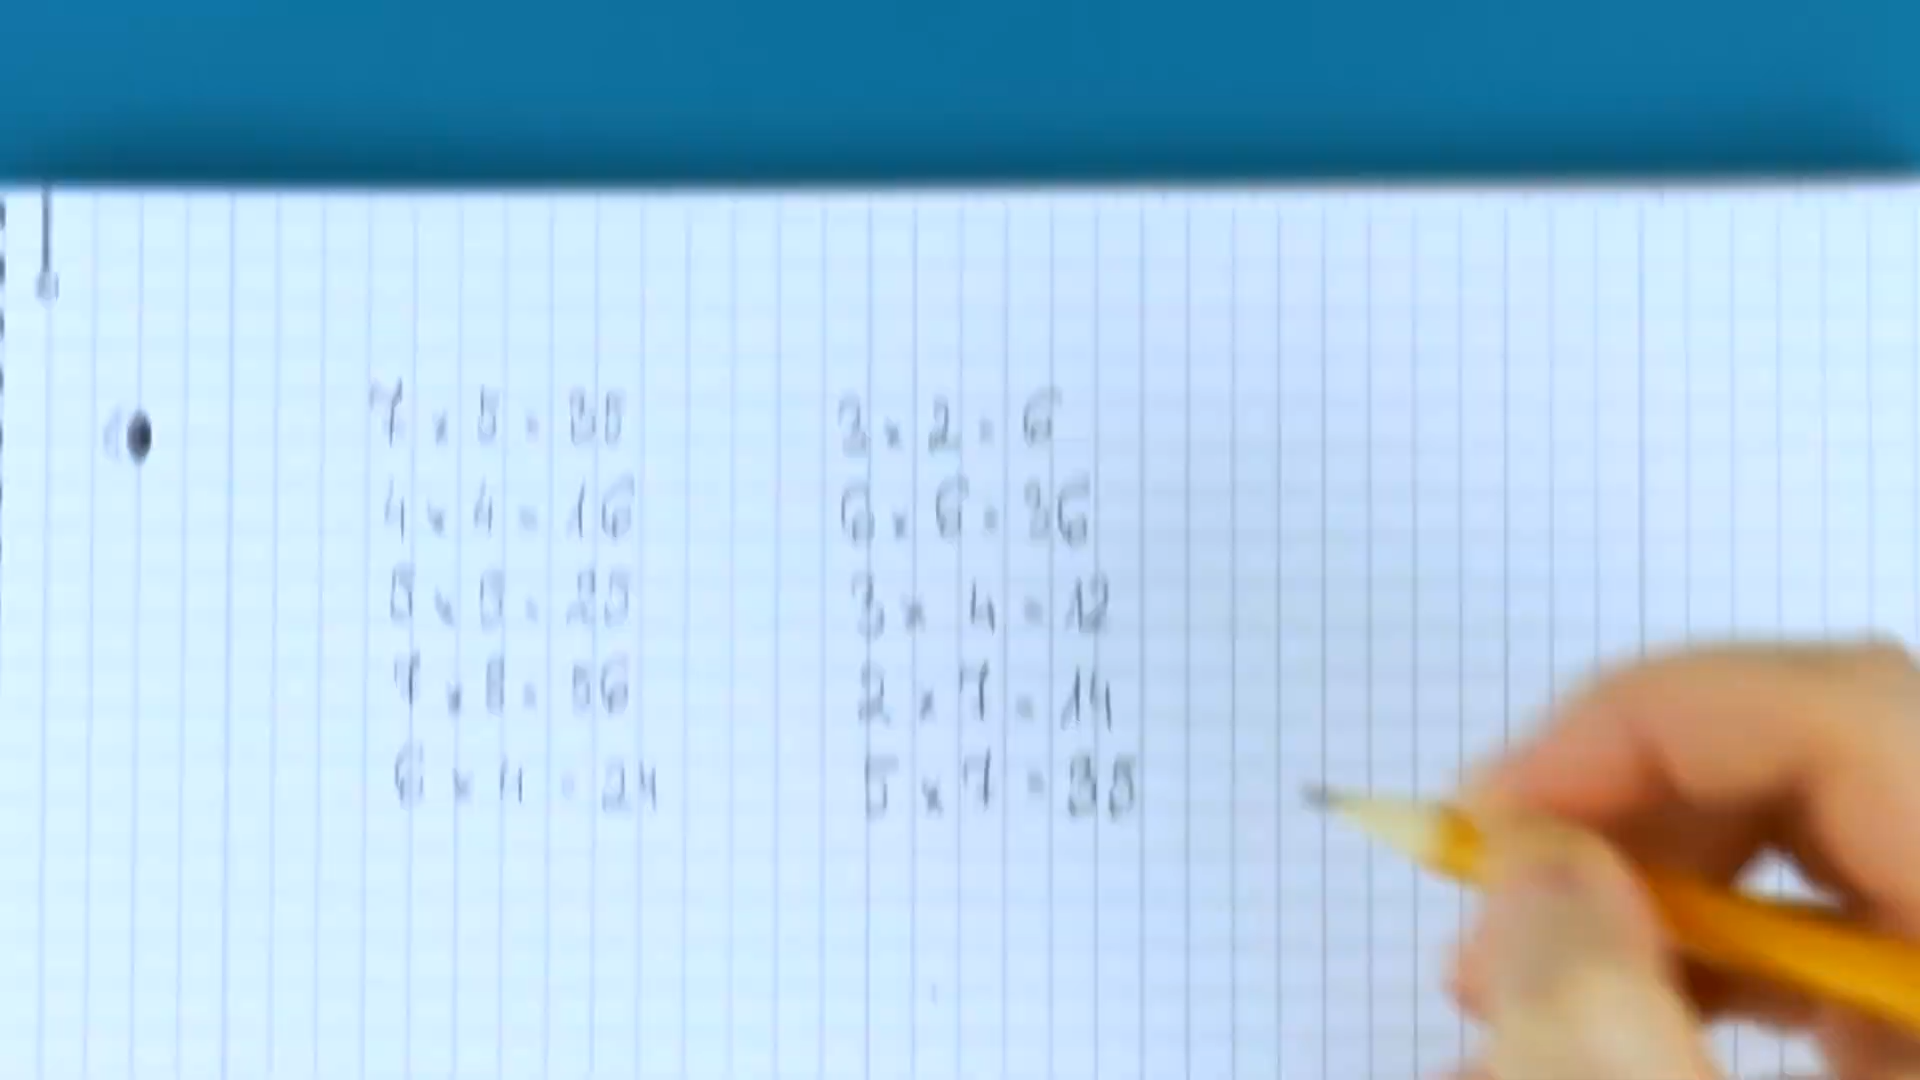 7 x 5 = 35
4 x 4 = 16
5 x 5 = 25
7 x 8 = 56
6 x 4 = 24
3 x 2 = 6
6 x 6 = 36
3 x 4 = 12
2 x 7 = 14
5 x 7 = 35